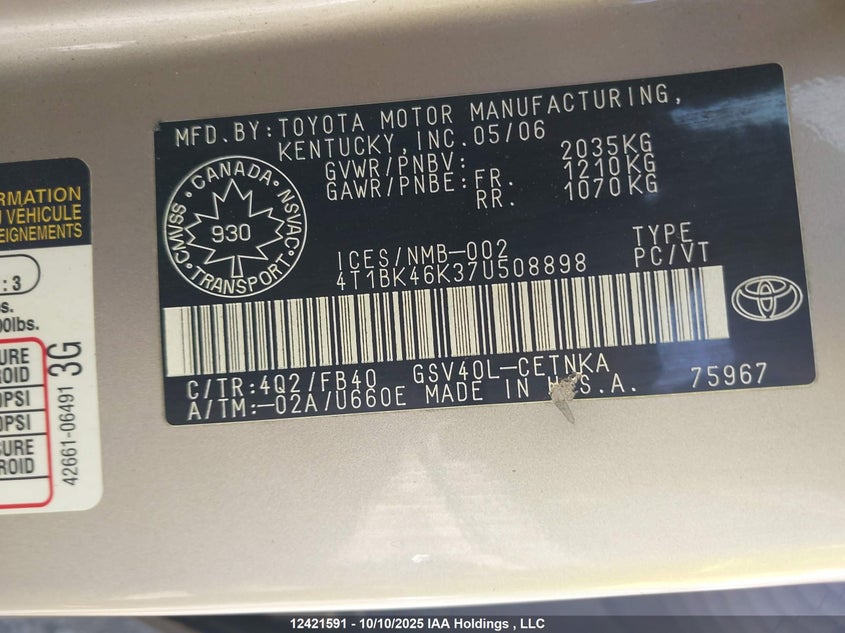 MFD.BY:TOYOTA MOTOR MANUFACTURING,
KENTUCKY,INC.05/06
GVWR/PNBV: 2035KG
GAWR/PNBE:FR. 1210KG
RR. 1070KG
CANADA
CMVSS NSVAC
930
TRANSPORT
ICES/NMB-002
4T1BK46K37U508898
TYPE
PC/VT
C/TR:4Q2/FB40 GSV40L-CETNKA
A/TM:-02A/U660E MADE IN U.S.A. 75967
VEHICULE
:3
42661-06491 3G
12421591 - 10/10/2025 IAA Holdings , LLC